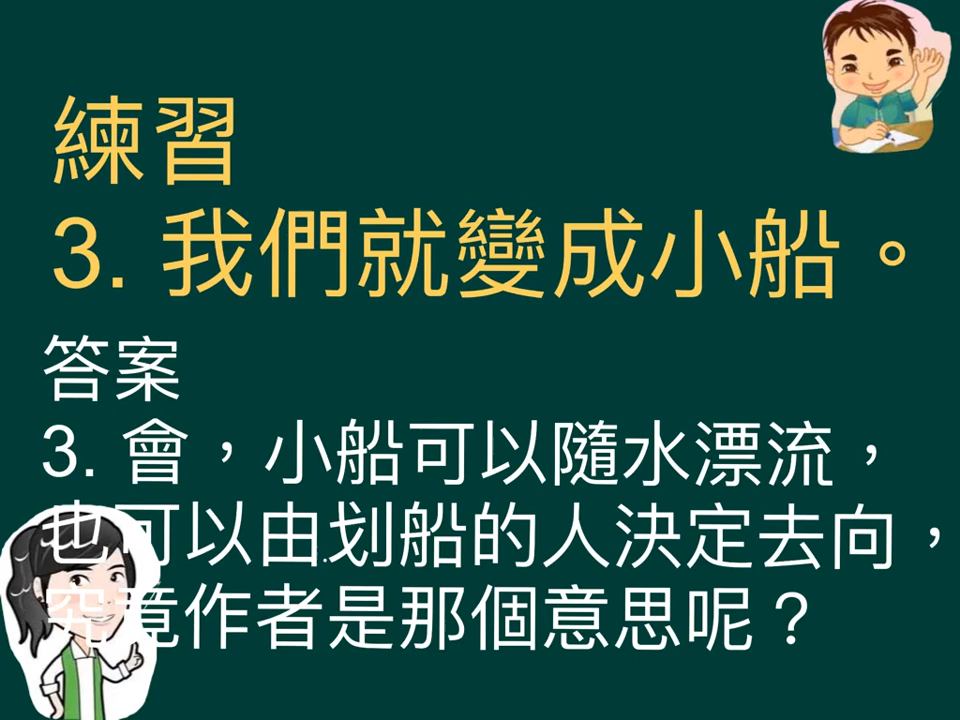 練習
3. 我們就變成小船。
答案
3. 會，小船可以隨水漂流，
也可以由划船的人決定去向，
究竟作者是那個意思呢？